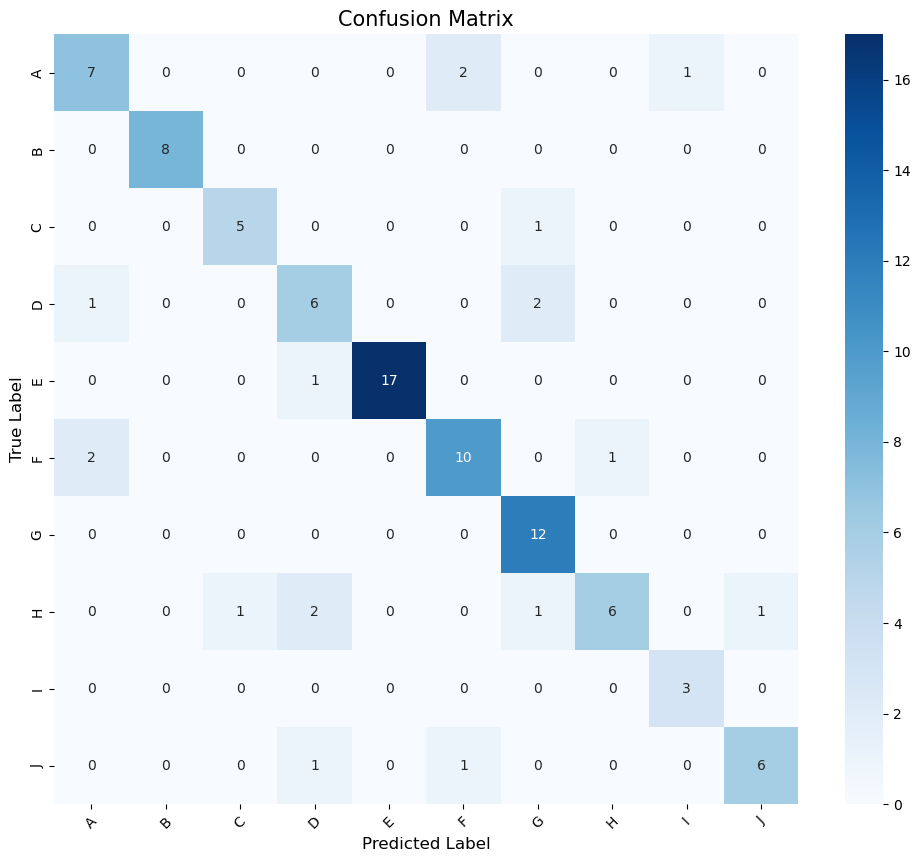 Confusion Matrix
A 7 0 0 0 0 2 0 0 1 0
B 0 8 0 0 0 0 0 0 0 0
C 0 0 5 0 0 0 1 0 0 0
D 1 0 0 6 0 0 2 0 0 0
E 0 0 0 1 17 0 0 0 0 0
F 2 0 0 0 0 10 0 1 0 0
G 0 0 0 0 0 0 12 0 0 0
H 0 0 1 2 0 0 1 6 0 1
I 0 0 0 0 0 0 0 0 3 0
J 0 0 0 1 0 1 0 0 0 6
A B C D E F G H I J
True Label
Predicted Label
16
14
12
10
8
6
4
2
0